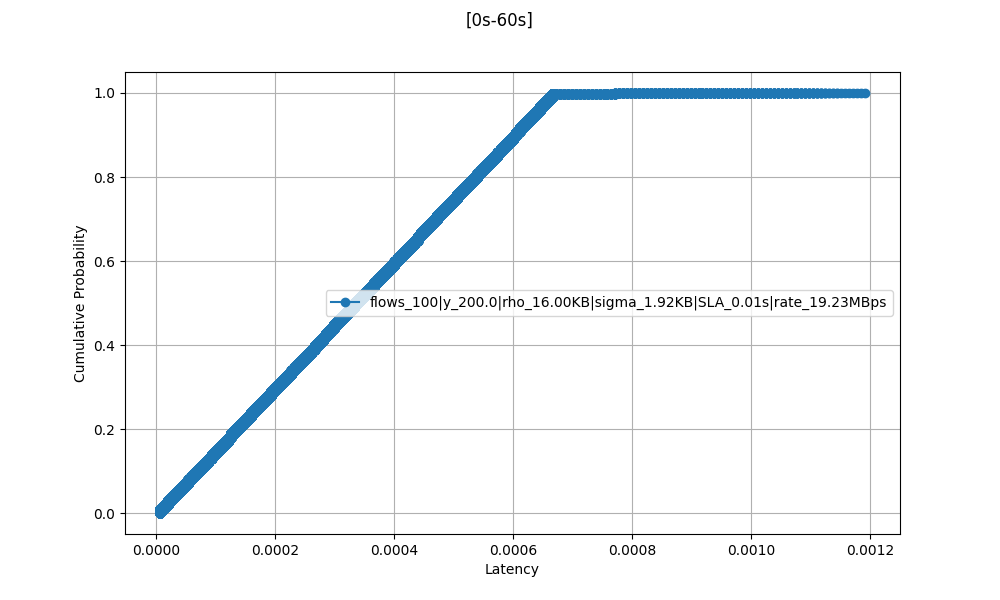 [0s-60s]
1.0
0.8
0.6
0.4
0.2
0.0
Cumulative Probability
flows_100|y_200.0|rho_16.00KB|sigma_1.92KB|SLA_0.01s|rate_19.23MBps
0.0000 0.0002 0.0004 0.0006 0.0008 0.0010 0.0012
Latency